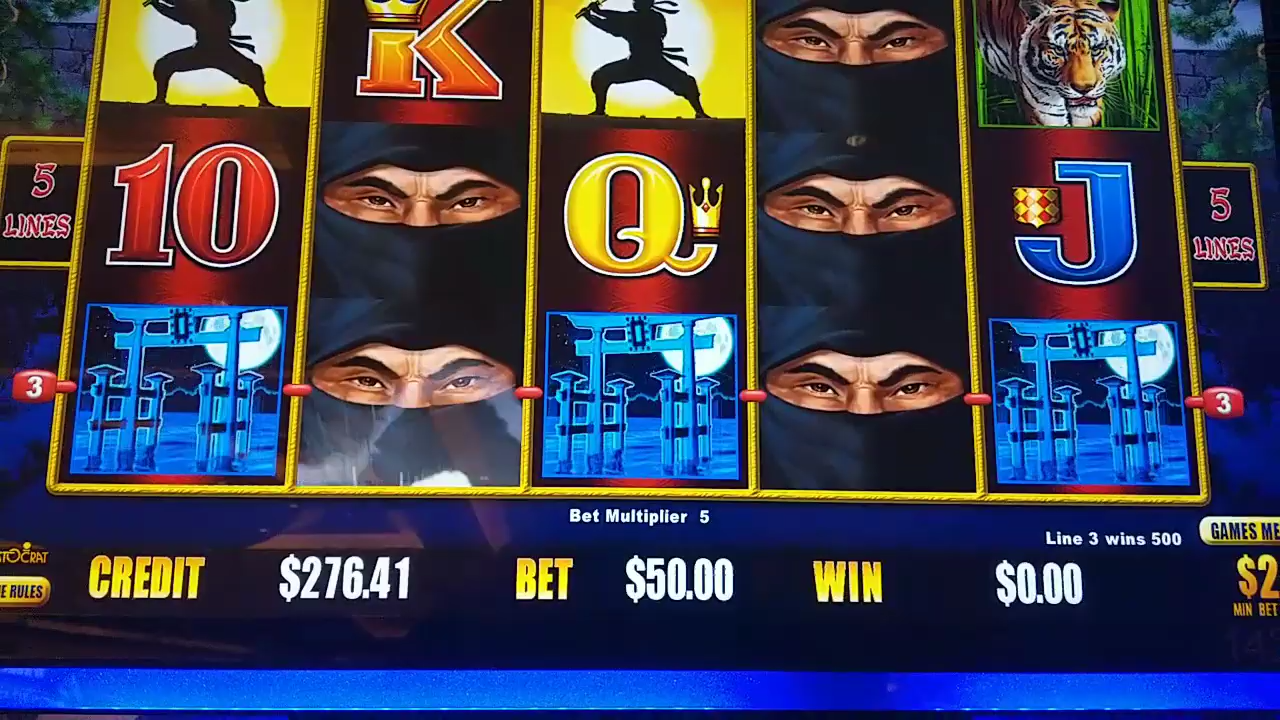 K
10
Q
J
5
LINES
5
LINES
3
3
Bet Multiplier 5
Line 3 wins 500
GAMES ME
CREDIT $276.41 BET $50.00 WIN $0.00
RULES
MIN BET